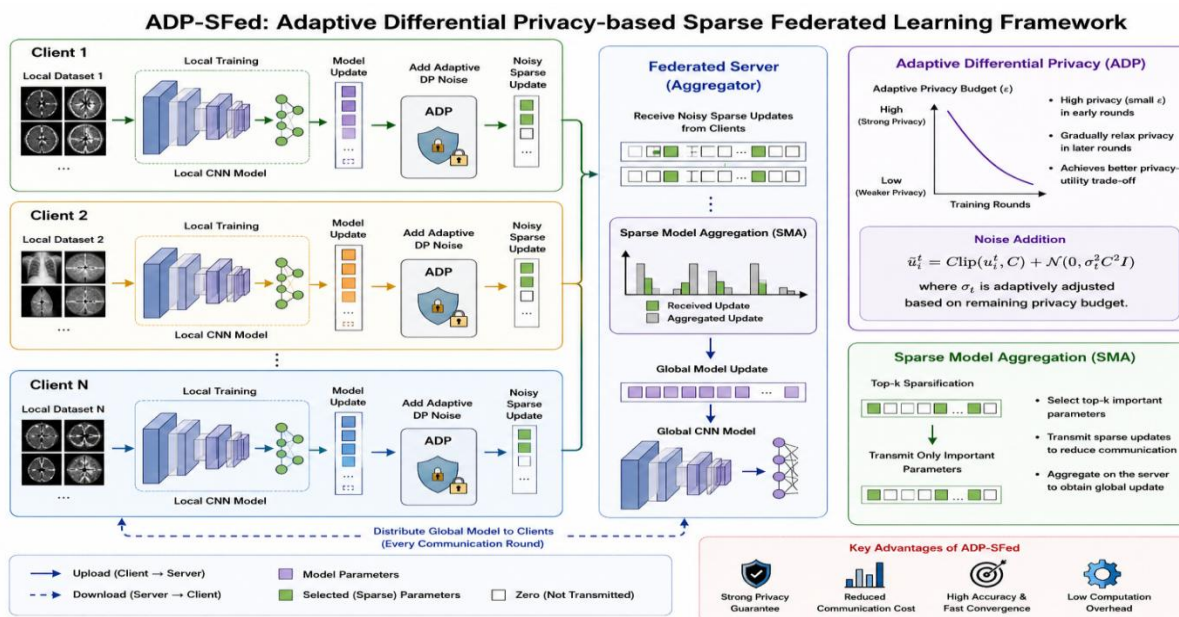 ADP-SFed: Adaptive Differential Privacy-based Sparse Federated Learning Framework
Client 1
Local Dataset 1
...
Local Training
Local CNN Model
Model
Update
...
Add Adaptive
DP Noise
ADP
Noisy
Sparse
Update
...
Client 2
Local Dataset 2
...
Local Training
Local CNN Model
Model
Update
...
Add Adaptive
DP Noise
ADP
Noisy
Sparse
Update
...
⋮
Client N
Local Dataset N
...
Local Training
Local CNN Model
Model
Update
...
Add Adaptive
DP Noise
ADP
Noisy
Sparse
Update
...
Distribute Global Model to Clients
(Every Communication Round)
Upload (Client → Server)
Download (Server → Client)
Model Parameters
Selected (Sparse) Parameters
Zero (Not Transmitted)
Federated Server
(Aggregator)
Receive Noisy Sparse Updates
from Clients
...
...
⋮
Sparse Model Aggregation (SMA)
Received Update
Aggregated Update
Global Model Update
...
Global CNN Model
Adaptive Differential Privacy (ADP)
Adaptive Privacy Budget (ε)
High
(Strong Privacy)
Low
(Weaker Privacy)
Training Rounds
• High privacy (small ε)
in early rounds
• Gradually relax privacy
in later rounds
• Achieves better privacy-
utility trade-off
Noise Addition
ũᵢᵗ = Clip(uᵢᵗ, C) + 𝒩(0, σₜ²C²I)
where σₜ is adaptively adjusted
based on remaining privacy budget.
Sparse Model Aggregation (SMA)
Top-k Sparsification
...
Transmit Only Important
Parameters
...
• Select top-k important
parameters
• Transmit sparse updates
to reduce communication
• Aggregate on the server
to obtain global update
Key Advantages of ADP-SFed
Strong Privacy
Guarantee
Reduced
Communication Cost
High Accuracy &
Fast Convergence
Low Computation
Overhead